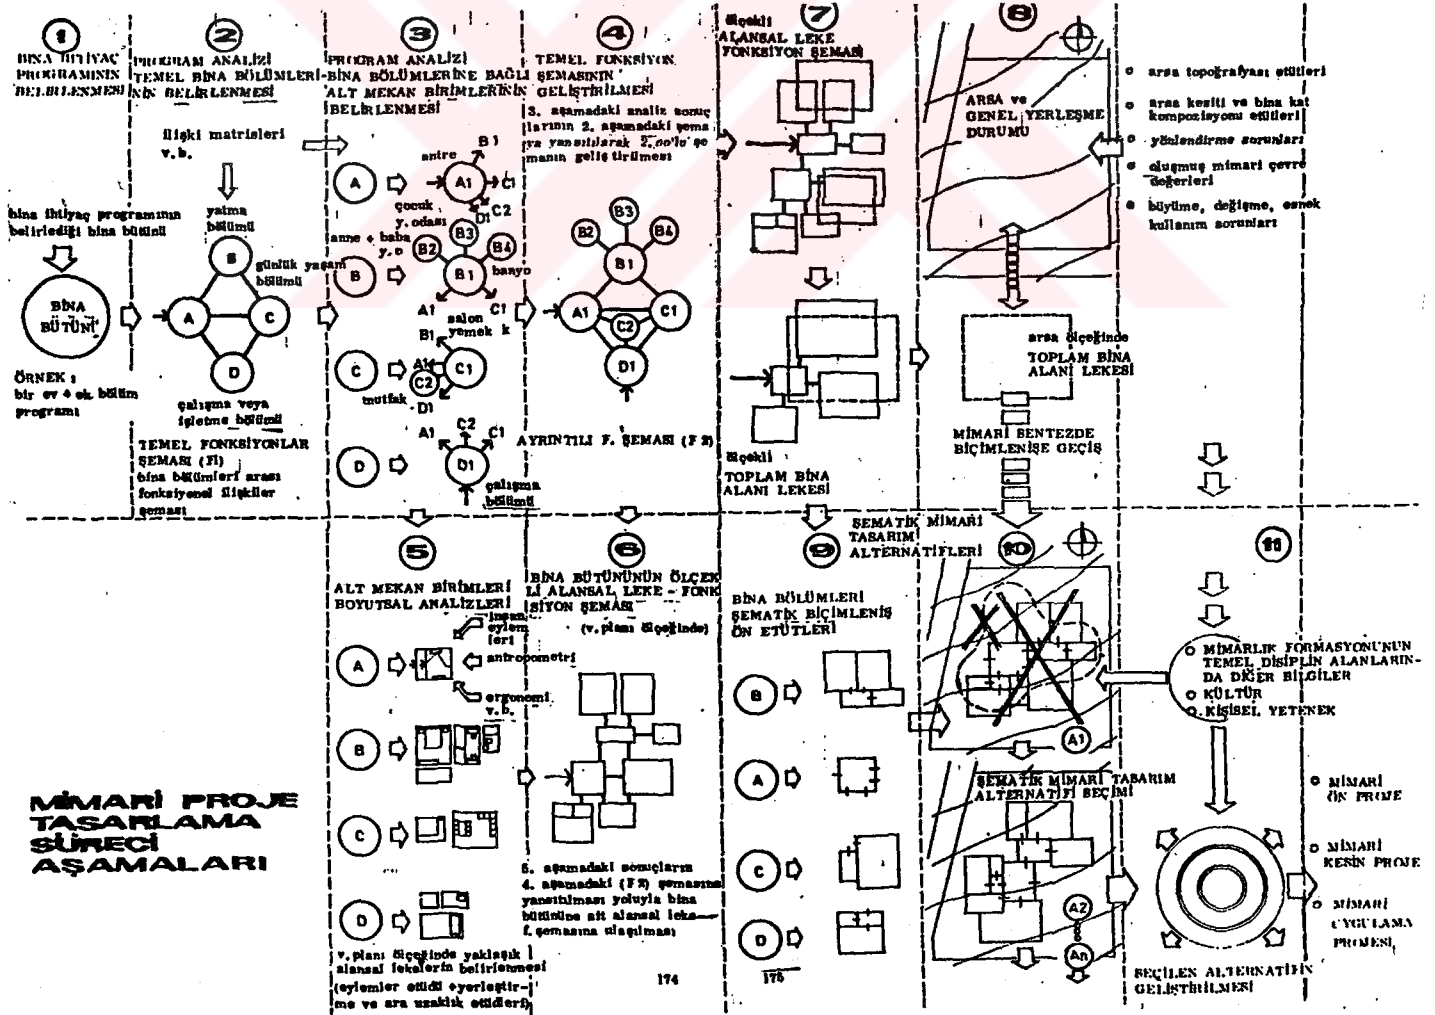 1
BİNA İHTİYAÇ
PROGRAMININ
BELİRLENMESİ
bina ihtiyaç programının
belirlediği bina bütünü
BİNA
BÜTÜNÜ
ÖRNEK :
bir ev + ek bölüm
programı
2
PROGRAM ANALİZİ
TEMEL BİNA BÖLÜMLERİ-
NİN BELİRLENMESİ
ilişki matrisleri
v.b.
yatma
bölümü
B
günlük yaşam
bölümü
A
C
D
çalışma veya
işletme bölümü
TEMEL FONKSİYONLAR
ŞEMASI (F1)
bina bölümleri arası
fonksiyonel ilişkiler
şeması
3
PROGRAM ANALİZİ
BİNA BÖLÜMLERİNE BAĞLI
ALT MEKAN BİRİMLERİNİN
BELİRLENMESİ
B1
antre
A
A1
C1
D1
C2
çocuk
y. odası
B3
anne + baba
y.o
B2
B4
B
B1
banyo
A1
C1
salon
yemek k
B1
A1
C
C1
C2
mutfak
D1
C2
A1
C1
D
D1
çalışma
bölümü
4
TEMEL FONKSİYON
ŞEMASININ
GELİŞTİRİLMESİ
3. aşamadaki analiz sonuç
larının 2. aşamadaki şema
ya yansıtılarak
manın geliştirilmesi
B3
B2
B4
B1
A1
C1
C2
D1
AYRINTILI F. ŞEMASI (F 2)
7
ölçekli
ALANSAL LEKE
FONKSİYON ŞEMASI
ölçekli
TOPLAM BİNA
ALANI LEKESİ
8
ARSA ve
GENEL YERLEŞME
DURUMU
arsa ölçeğinde
TOPLAM BİNA
ALANI LEKESİ
MİMARİ SENTEZDE
BİÇİMLENİŞE GEÇİŞ
arsa topoğrafyası etütleri
arsa kesiti ve bina kat
kompozisyonu etütleri
yönlendirme sorunları
oluşmuş mimari çevre
değerleri
büyüme, değişme, esnek
kullanım sorunları
5
ALT MEKAN BİRİMLERİ
BOYUTSAL ANALİZLERİ
insan
eylem
leri
A
antropometri
ergonomi
v.b.
B
C
D
v.planı ölçeğinde yaklaşık
alansal lekelerin belirlenmesi
(eylemler etüdü +yerleştir-
me ve ara uzaklık etüdleri)
6
BİNA BÜTÜNÜNÜN ÖLÇEK
Lİ ALANSAL LEKE - FONK
SİYON ŞEMASI
(v.planı ölçeğinde)
5. aşamadaki sonuçların
4. aşamadaki (F 2) şemasına
yansıtılması yoluyla bina
bütününe ait alansal leke
f. şemasına ulaşılması
174
9
BİNA BÖLÜMLERİ
ŞEMATİK BİÇİMLENİŞ
ÖN ETÜTLERİ
B
A
C
D
175
ŞEMATİK MİMARİ
TASARIM
ALTERNATİFLERİ
10
A1
ŞEMATİK MİMARİ TASARIM
ALTERNATİFİ SEÇİMİ
A2
An
11
MİMARLIK FORMASYONUNUN
TEMEL DİSİPLİN ALANLARIN-
DA DİĞER BİLGİLER
KÜLTÜR
KİŞİSEL YETENEK
SEÇİLEN ALTERNATİFİN
GELİŞTİRİLMESİ
MİMARİ
ÖN PROJE
MİMARİ
KESİN PROJE
MİMARİ
UYGULAMA
PROJESİ
MİMARİ PROJE
TASARLAMA
SÜRECİ
AŞAMALARI